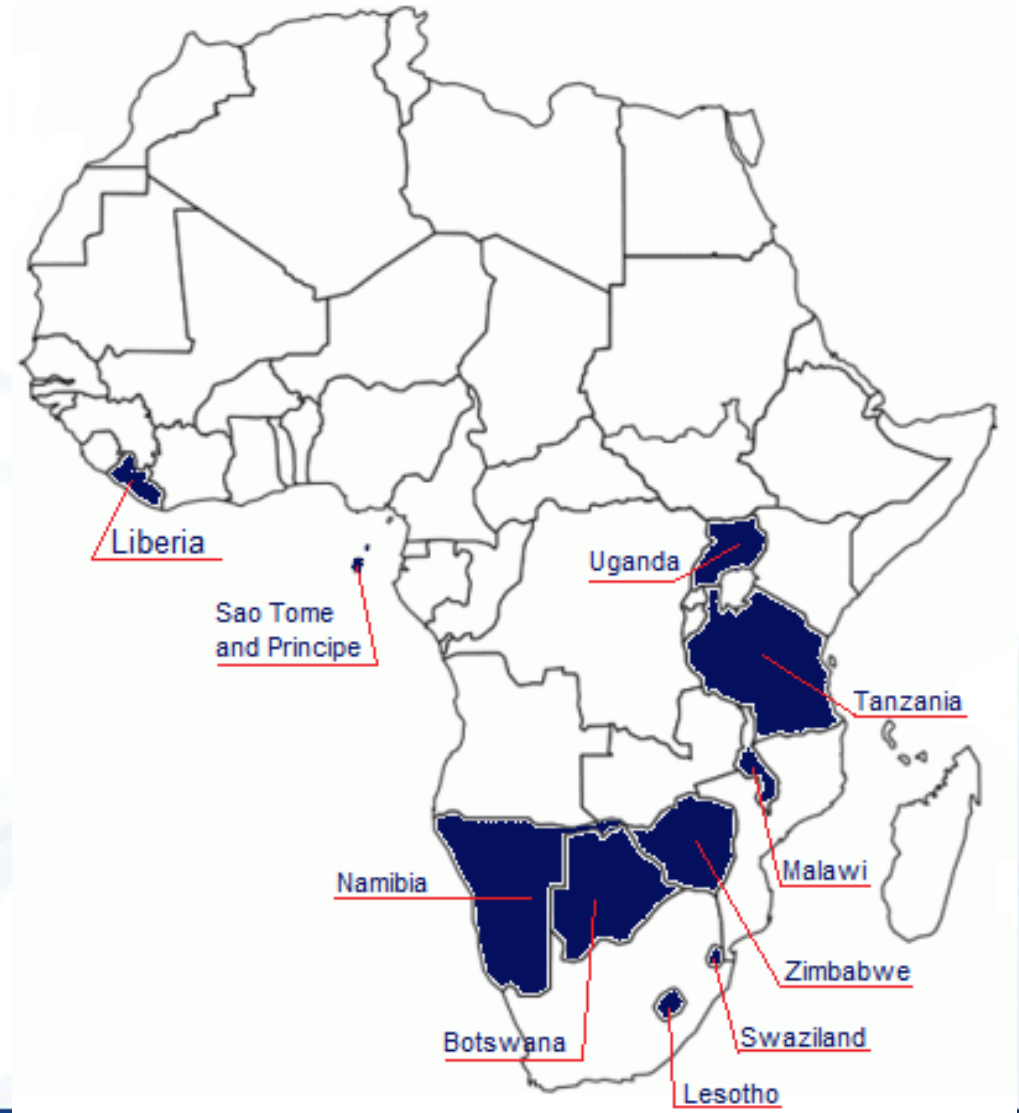 Liberia
Uganda
Sao Tome
and Principe
Tanzania
Malawi
Namibia
Zimbabwe
Botswana
Swaziland
Lesotho